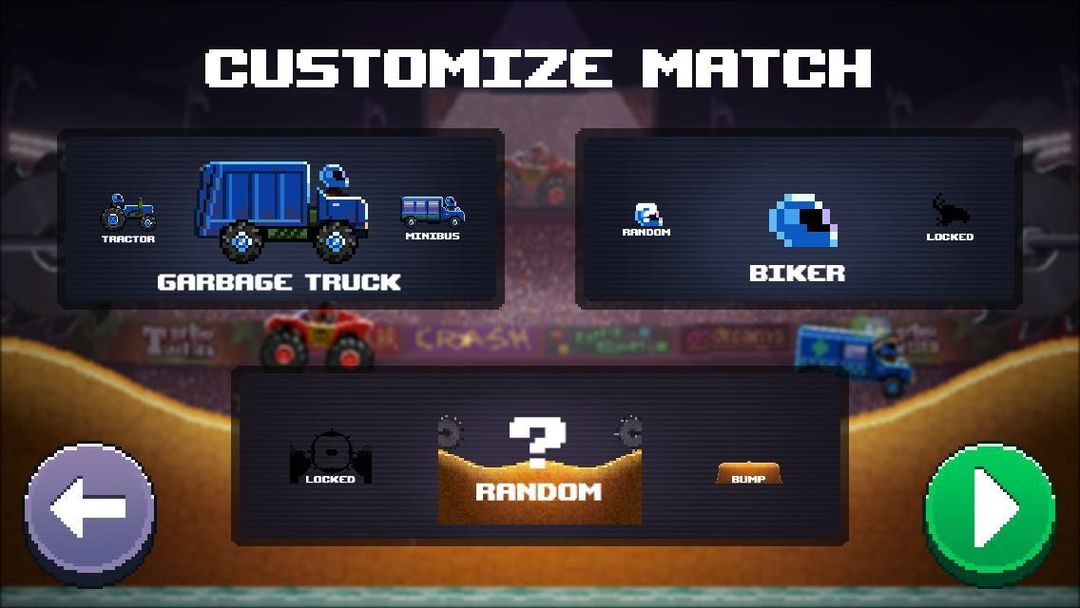 CUSTOMIZE MATCH
TRACTOR
GARBAGE TRUCK
MINIBUS
RANDOM
BIKER
LOCKED
CRASH
LOCKED
?
RANDOM
BUMP